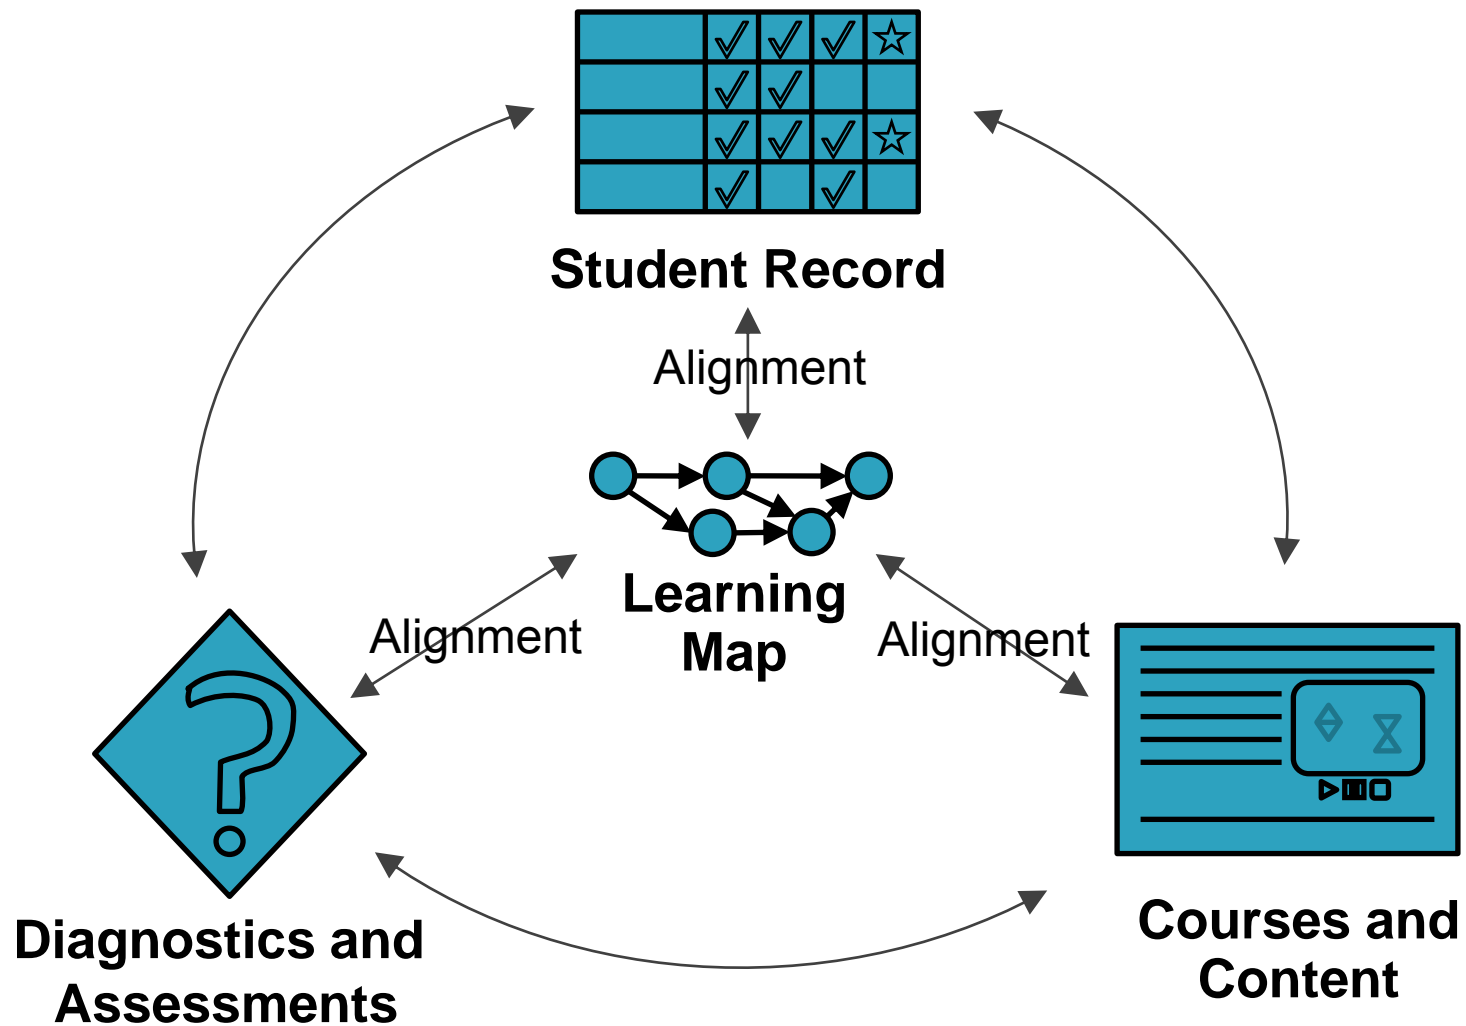 Student Record
Alignment
Learning
Map
Alignment
Alignment
Diagnostics and
Assessments
Courses and
Content